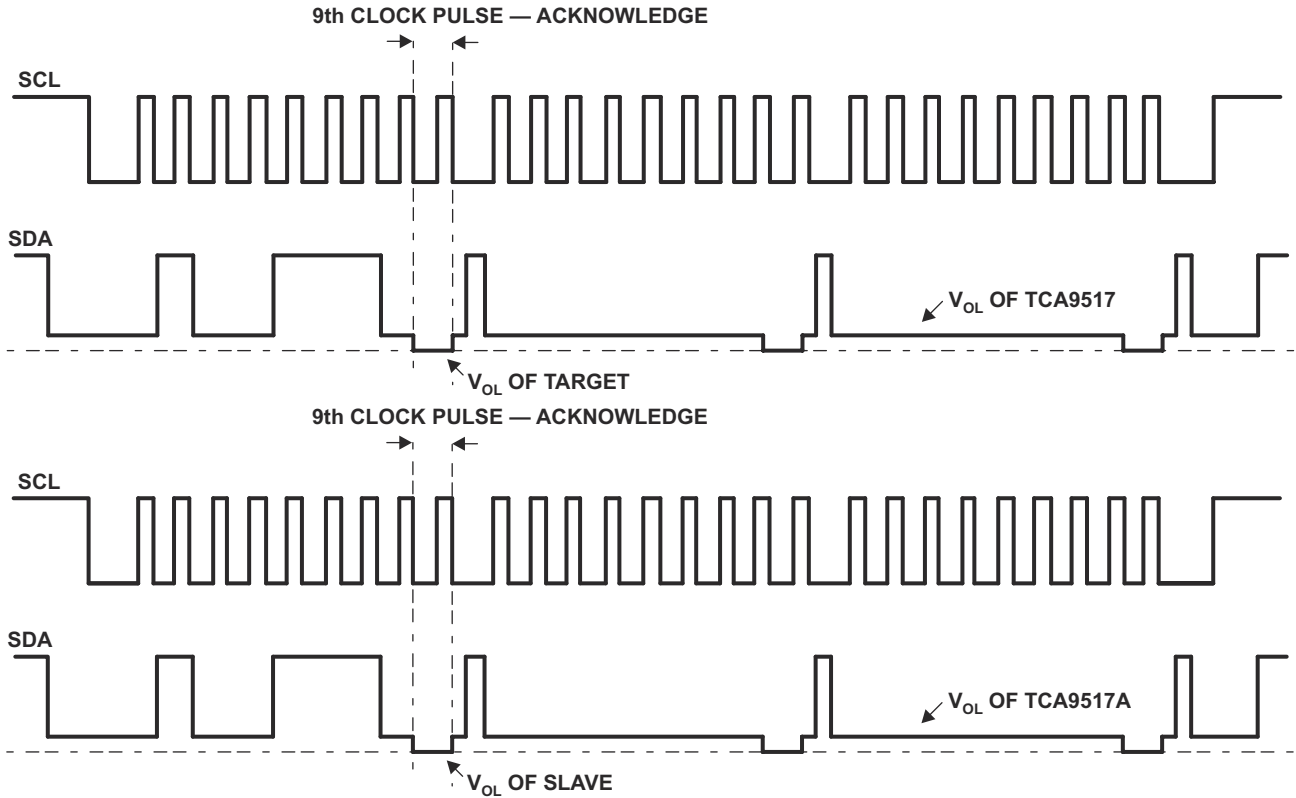 9th CLOCK PULSE — ACKNOWLEDGE
SCL
SDA
VOL OF TCA9517
VOL OF TARGET
9th CLOCK PULSE — ACKNOWLEDGE
SCL
SDA
VOL OF TCA9517A
VOL OF SLAVE